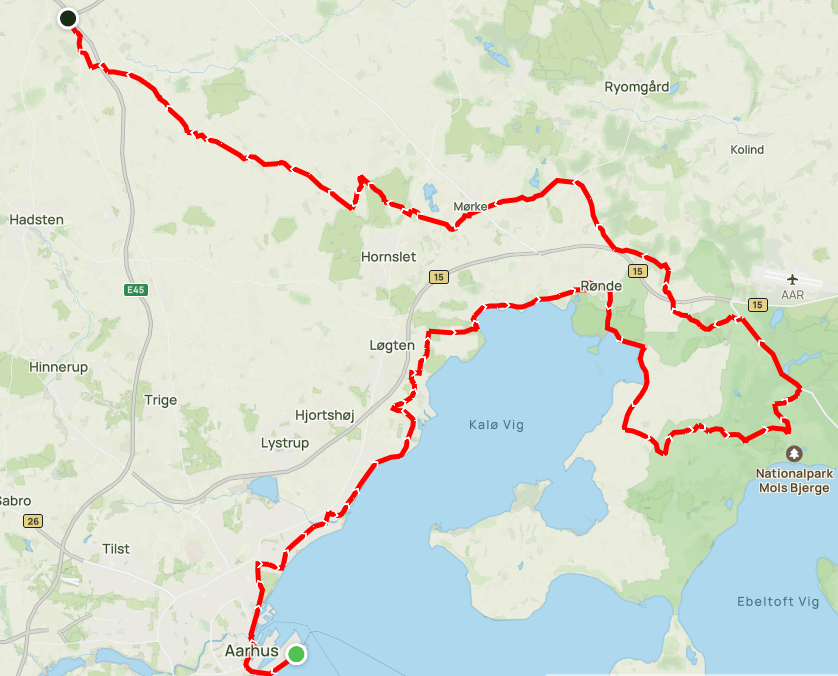 Ryomgård
Kolind
Mørke
Hadsten
Hornslet
15
15
AAR
E45
Rønde
15
Løgten
Hinnerup
Trige
Hjortshøj
Kalø Vig
Lystrup
Nationalpark
Mols Bjerge
Sabro
26
Tilst
Ebeltoft Vig
Aarhus